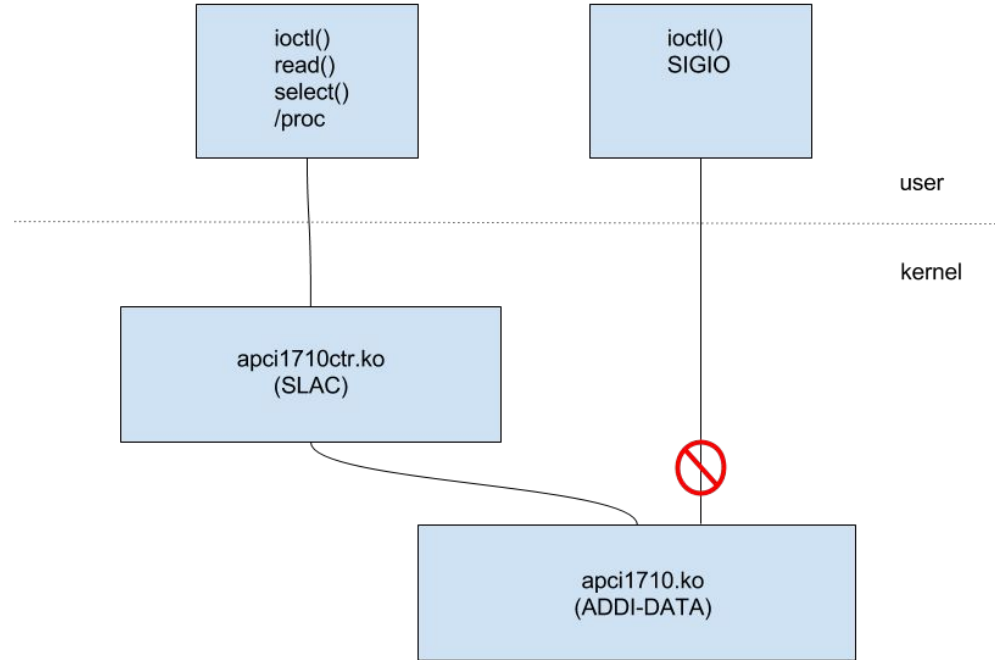 ioctl()
read()
select()
/proc
ioctl()
SIGIO
user
kernel
apci1710ctr.ko
(SLAC)
apci1710.ko
(ADDI-DATA)